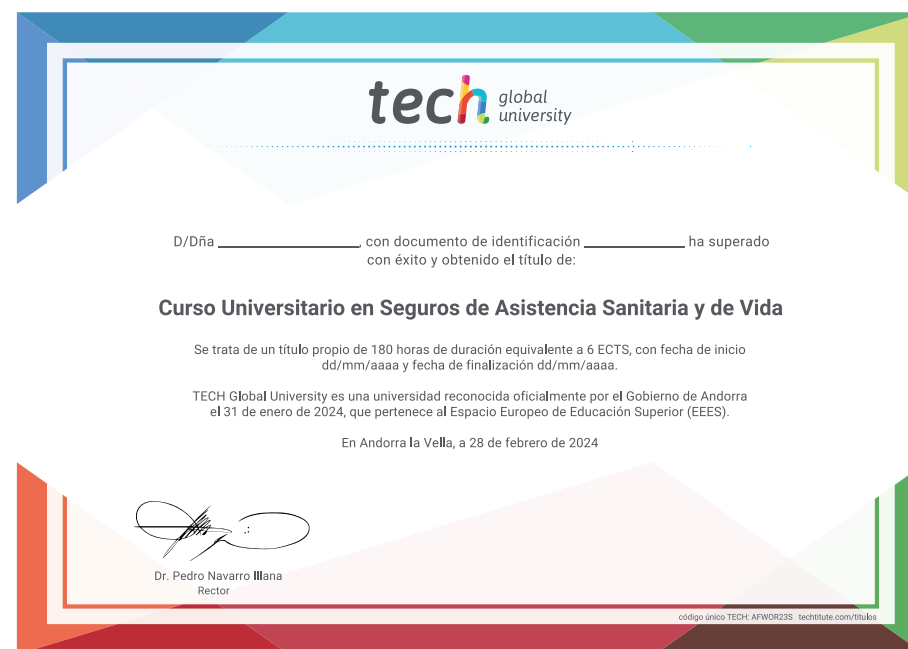 tech global
university
D/Dña ____________, con documento de identificación ____________ ha superado
con éxito y obtenido el título de:
Curso Universitario en Seguros de Asistencia Sanitaria y de Vida
Se trata de un título propio de 180 horas de duración equivalente a 6 ECTS, con fecha de inicio
dd/mm/aaaa y fecha de finalización dd/mm/aaaa.
TECH Global University es una universidad reconocida oficialmente por el Gobierno de Andorra
el 31 de enero de 2024, que pertenece al Espacio Europeo de Educación Superior (EEES).
En Andorra la Vella, a 28 de febrero de 2024
Dr. Pedro Navarro Illana
Rector
código único TECH: AFWOR23S techtitute.com/titulos